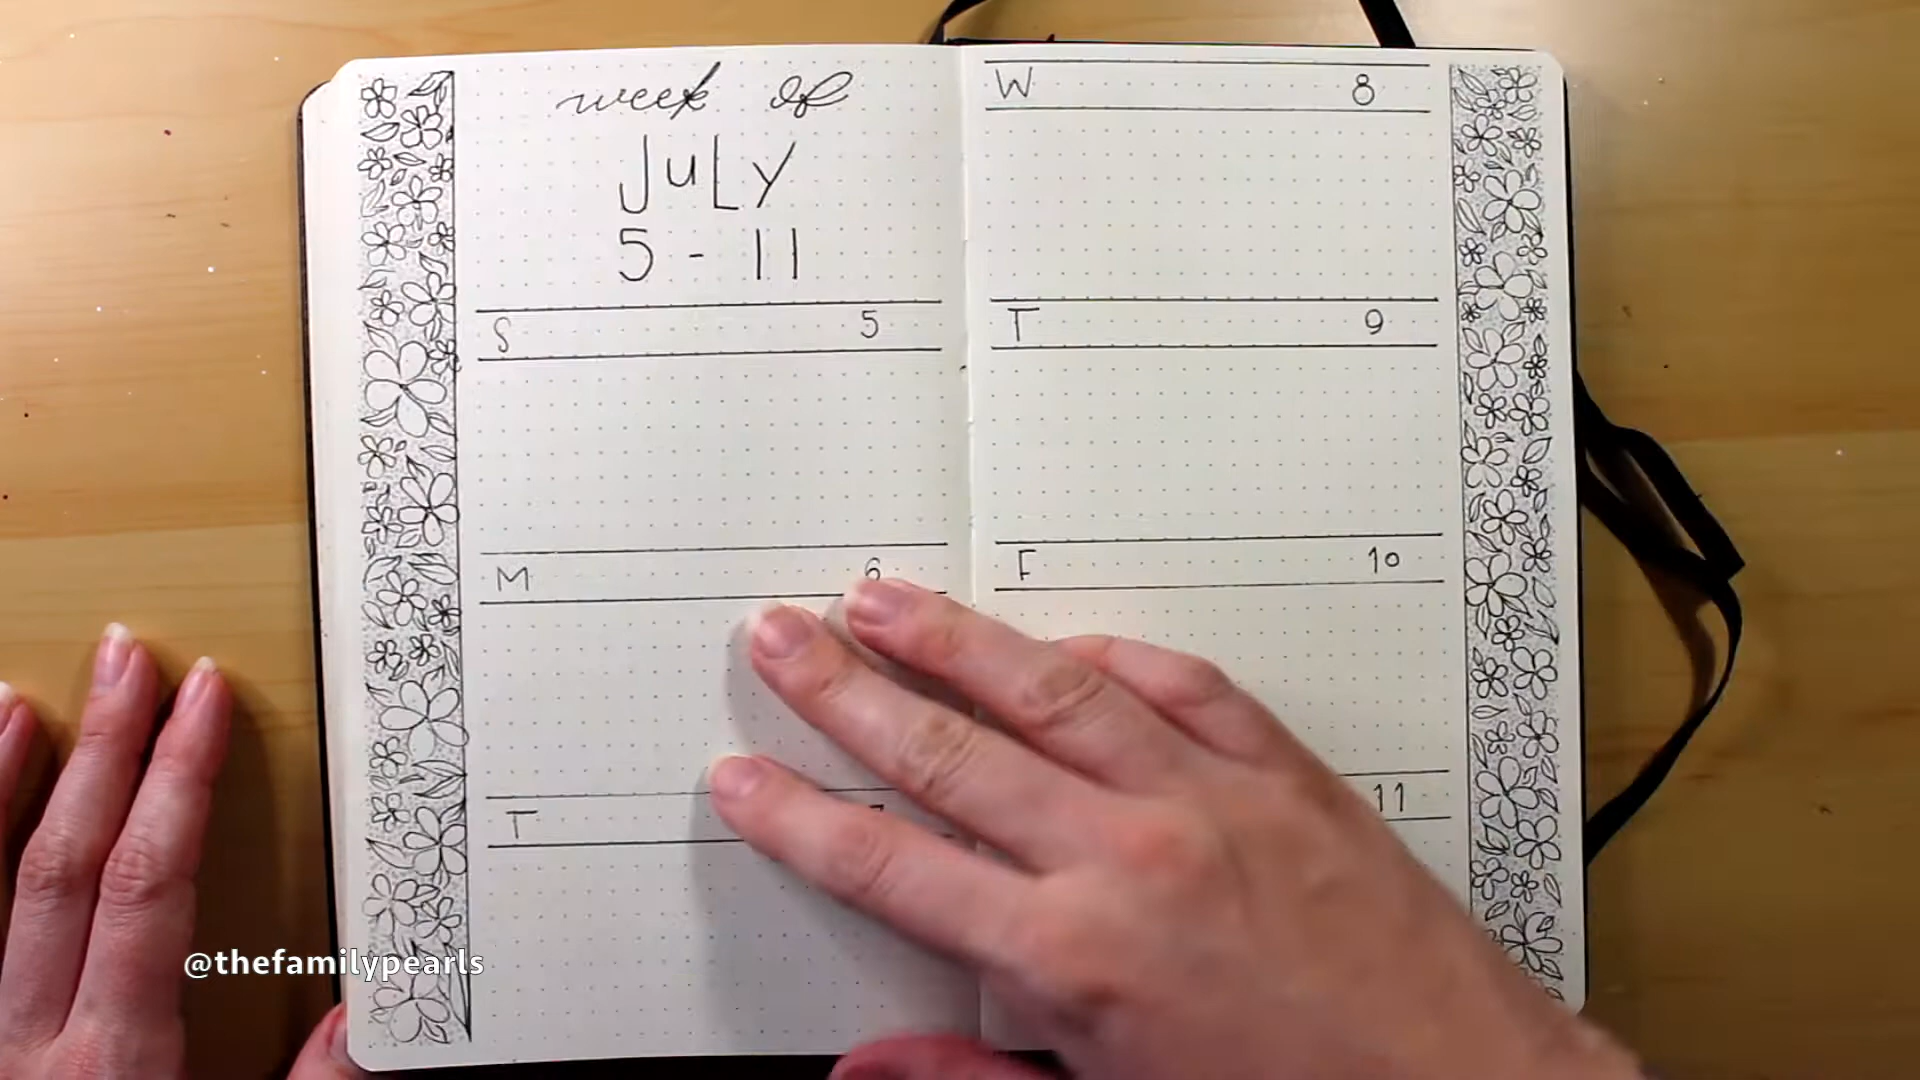 week of
JuLy
5 - 11
S 5
M 6
T
W 8
T 9
F 10
11
@thefamilypearls